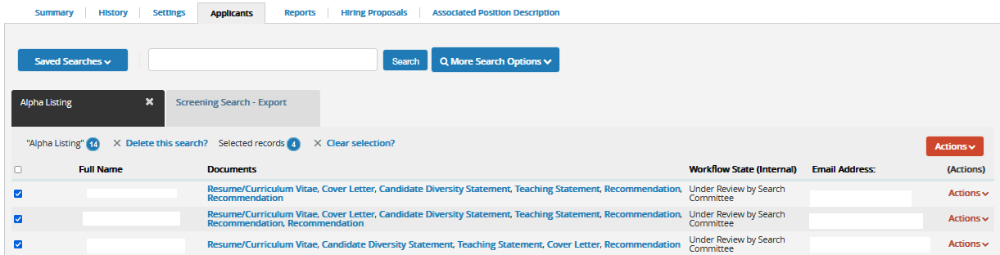 Summary History Settings Applicants Reports Hiring Proposals Associated Position Description
Saved Searches Search More Search Options
Alpha Listing Screening Search - Export
"Alpha Listing" 14 Delete this search? Selected records 4 Clear selection? Actions
Full Name Documents Workflow State (Internal) Email Address: (Actions)
Resume/Curriculum Vitae, Cover Letter, Candidate Diversity Statement, Teaching Statement, Recommendation, Under Review by Search Actions
Recommendation Committee
Resume/Curriculum Vitae, Cover Letter, Candidate Diversity Statement, Teaching Statement, Recommendation, Under Review by Search Actions
Recommendation, Recommendation Committee
Resume/Curriculum Vitae, Candidate Diversity Statement, Teaching Statement, Cover Letter, Recommendation Under Review by Search Actions
Committee